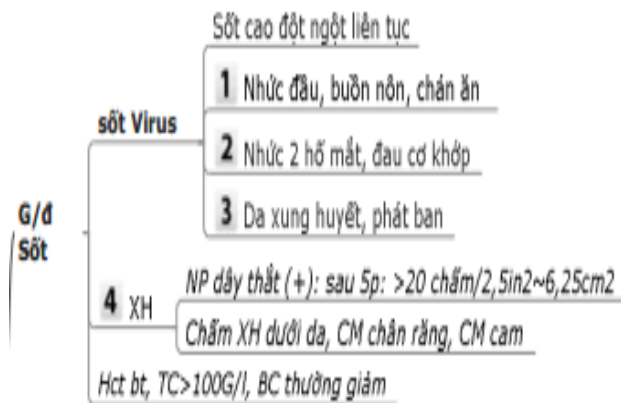 Sốt cao đột ngột liên tục
1 Nhức đầu, buồn nôn, chán ăn
sốt Virus
2 Nhức 2 hố mắt, đau cơ khớp
3 Da xung huyết, phát ban
G/đ
Sốt
NP dây thắt (+): sau 5p: >20 chấm/2,5in2~6,25cm2
4 XH
Chấm XH dưới da, CM chân răng, CM cam
Hct bt, TC>100G/l, BC thường giảm